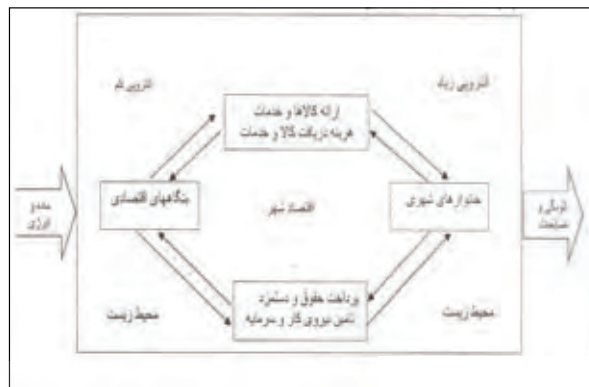 آنتروپی زیاد
آنتروپی کم
ارائه کالاها و خدمات
هزینه دریافت کالا و خدمات
ماده و
انرژی
بنگاههای اقتصادی
اقتصاد شهر
خانوارهای شهری
آلودگی و
ضایعات
پرداخت حقوق و دستمزد
تامین نیروی کار و سرمایه
محیط زیست
محیط زیست